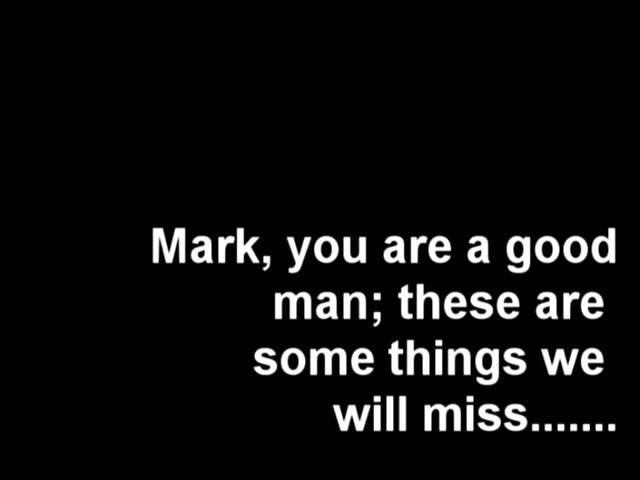 Mark, you are a good
man; these are
some things we
will miss.......